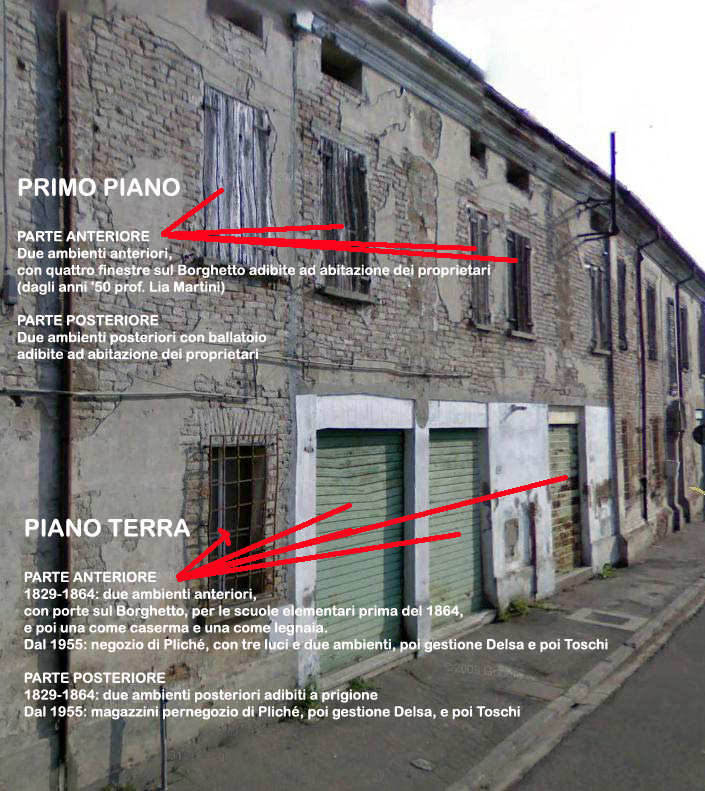 PRIMO PIANO
PARTE ANTERIORE
Due ambienti anteriori,
con quattro finestre sul Borghetto adibite ad abitazione dei proprietari
(dagli anni '50 prof. Lia Martini)
PARTE POSTERIORE
Due ambienti posteriori con ballatoio
adibite ad abitazione dei proprietari
PIANO TERRA
PARTE ANTERIORE
1829-1864: due ambienti anteriori,
con porte sul Borghetto, per le scuole elementari prima del 1864,
e poi una come caserma e una come legnaia.
Dal 1955: negozio di Pliché, con tre luci e due ambienti, poi gestione Delsa e poi Toschi
PARTE POSTERIORE
1829-1864: due ambienti posteriori adibiti a prigione
Dal 1955: magazzini pernegozio di Pliché, poi gestione Delsa, e poi Toschi